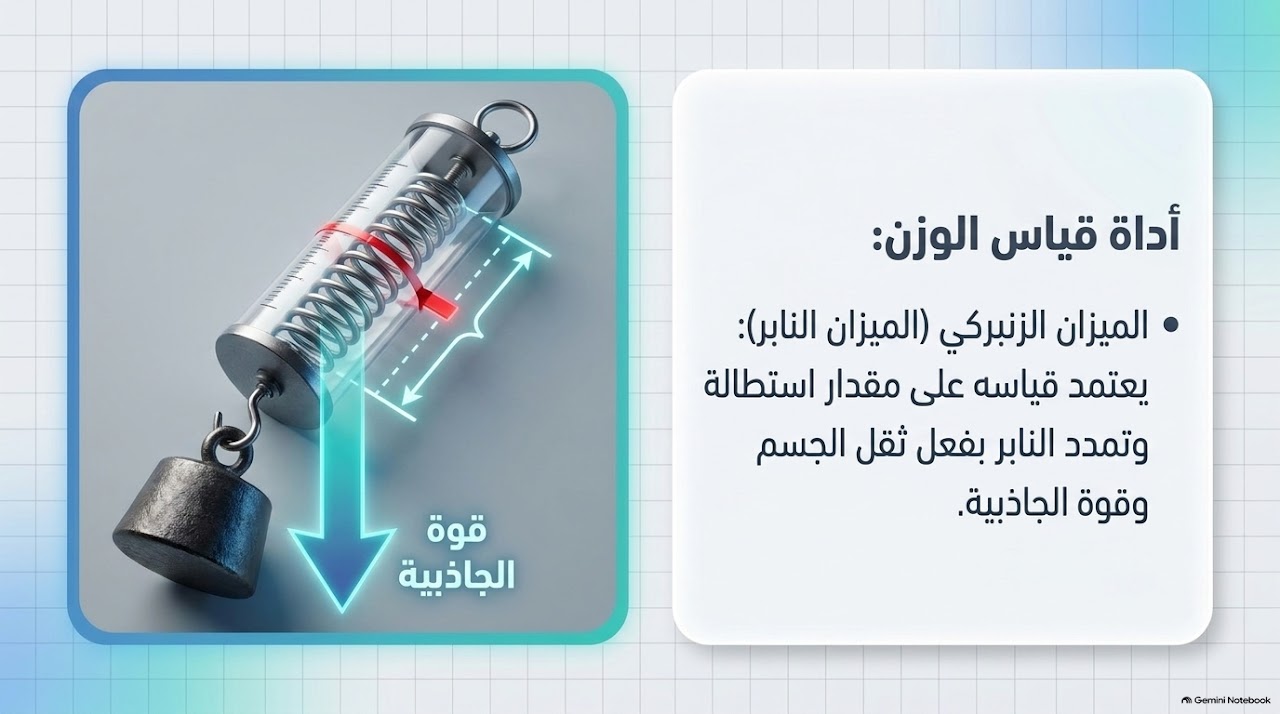 أداة قياس الوزن:
• الميزان الزنبركي (الميزان النابر):
يعتمد قياسه على مقدار استطالة
وتمدد النابر بفعل ثقل الجسم
وقوة الجاذبية.
قوة
الجاذبية
Gemini Notebook